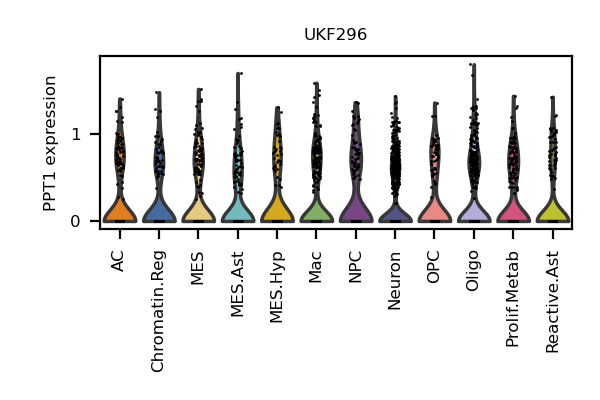 UKF296
PPT1 expression
1
0
AC
Chromatin.Reg
MES
MES.Ast
MES.Hyp
Mac
NPC
Neuron
OPC
Oligo
Prolif.Metab
Reactive.Ast